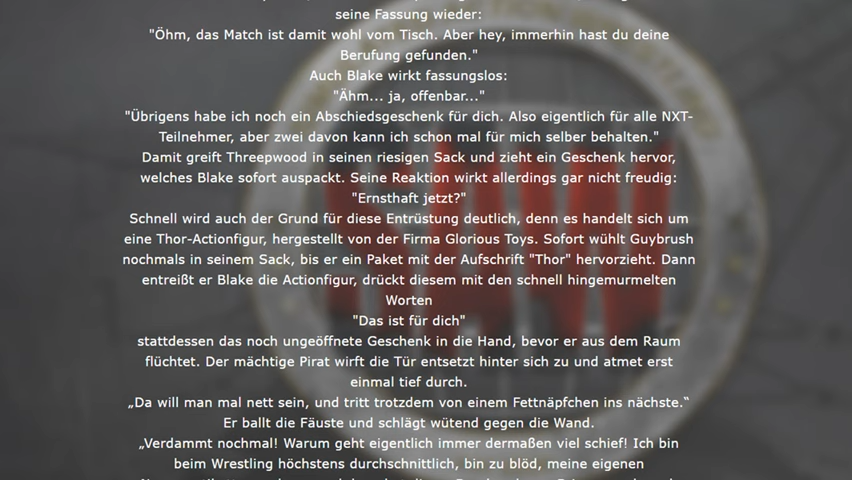 seine Fassung wieder:
"Öhm, das Match ist damit wohl vom Tisch. Aber hey, immerhin hast du deine
Berufung gefunden."
Auch Blake wirkt fassungslos:
"Ähm... ja, offenbar..."
"Übrigens habe ich noch ein Abschiedsgeschenk für dich. Also eigentlich für alle NXT-
Teilnehmer, aber zwei davon kann ich schon mal für mich selber behalten."
Damit greift Threepwood in seinen riesigen Sack und zieht ein Geschenk hervor,
welches Blake sofort auspackt. Seine Reaktion wirkt allerdings gar nicht freudig:
"Ernsthaft jetzt?"
Schnell wird auch der Grund für diese Entrüstung deutlich, denn es handelt sich um
eine Thor-Actionfigur, hergestellt von der Firma Glorious Toys. Sofort wühlt Guybrush
nochmals in seinem Sack, bis er ein Paket mit der Aufschrift "Thor" hervorzieht. Dann
entreißt er Blake die Actionfigur, drückt diesem mit den schnell hingemurmelten
Worten
"Das ist für dich"
stattdessen das noch ungeöffnete Geschenk in die Hand, bevor er aus dem Raum
flüchtet. Der mächtige Pirat wirft die Tür entsetzt hinter sich zu und atmet erst
einmal tief durch.
„Da will man mal nett sein, und tritt trotzdem von einem Fettnäpfchen ins nächste.“
Er ballt die Fäuste und schlägt wütend gegen die Wand.
„Verdammt nochmal! Warum geht eigentlich immer dermaßen viel schief! Ich bin
beim Wrestling höchstens durchschnittlich, bin zu blöd, meine eigenen